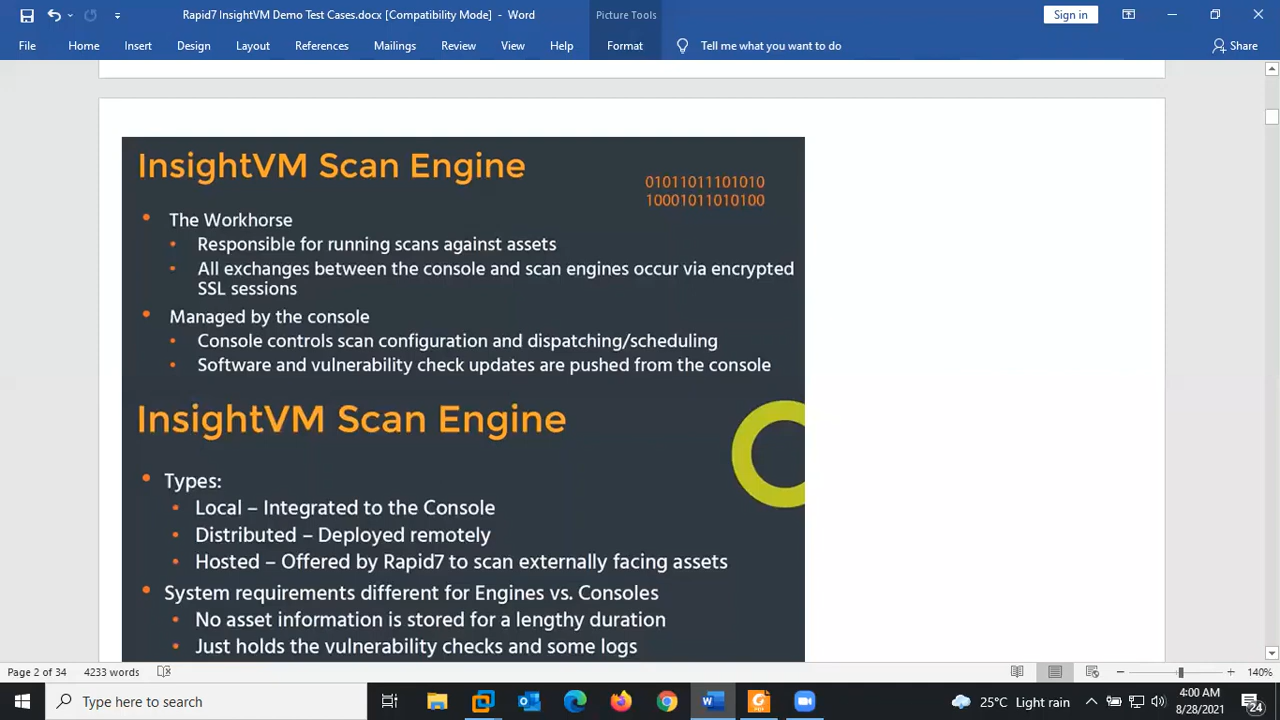 Rapid7 InsightVM Demo Test Cases.docx [Compatibility Mode] - Word
Picture Tools
Sign in
File
Home
Insert
Design
Layout
References
Mailings
Review
View
Help
Format
Tell me what you want to do
Share
InsightVM Scan Engine
01011011101010
10001011010100
• The Workhorse
• Responsible for running scans against assets
• All exchanges between the console and scan engines occur via encrypted
SSL sessions
• Managed by the console
• Console controls scan configuration and dispatching/scheduling
• Software and vulnerability check updates are pushed from the console
InsightVM Scan Engine
• Types:
• Local – Integrated to the Console
• Distributed – Deployed remotely
• Hosted – Offered by Rapid7 to scan externally facing assets
• System requirements different for Engines vs. Consoles
• No asset information is stored for a lengthy duration
• Just holds the vulnerability checks and some logs
Page 2 of 34
4233 words
140%
Type here to search
25°C Light rain
4:00 AM
8/28/2021
24